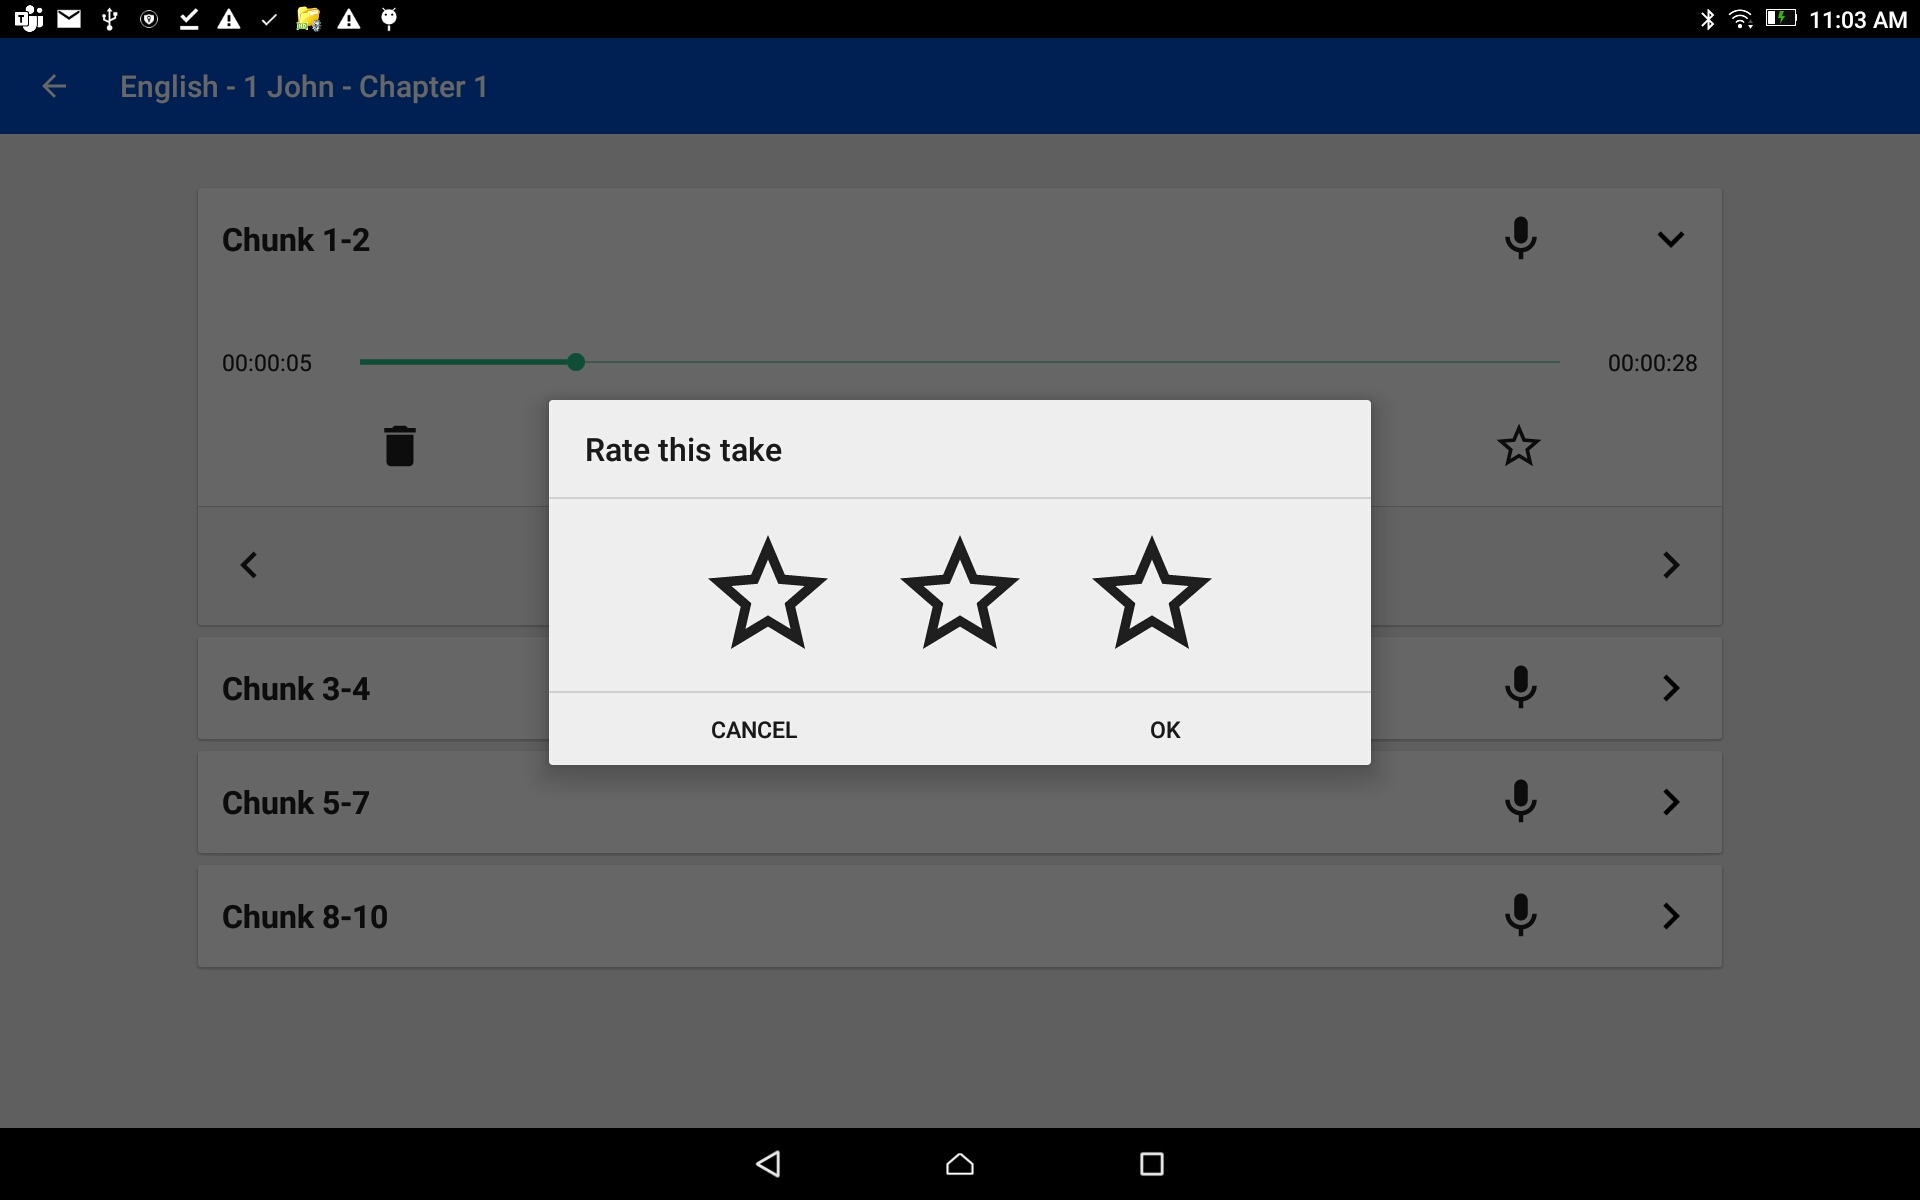 11:03 AM
English - 1 John - Chapter 1
Chunk 1-2
00:00:05
00:00:28
Rate this take
CANCEL
OK
Chunk 3-4
Chunk 5-7
Chunk 8-10